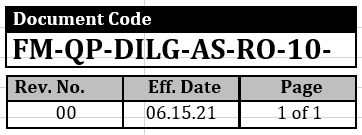 Document Code
FM-QP-DILG-AS-RO-10-
Rev. No. Eff. Date Page
00 06.15.21 1 of 1